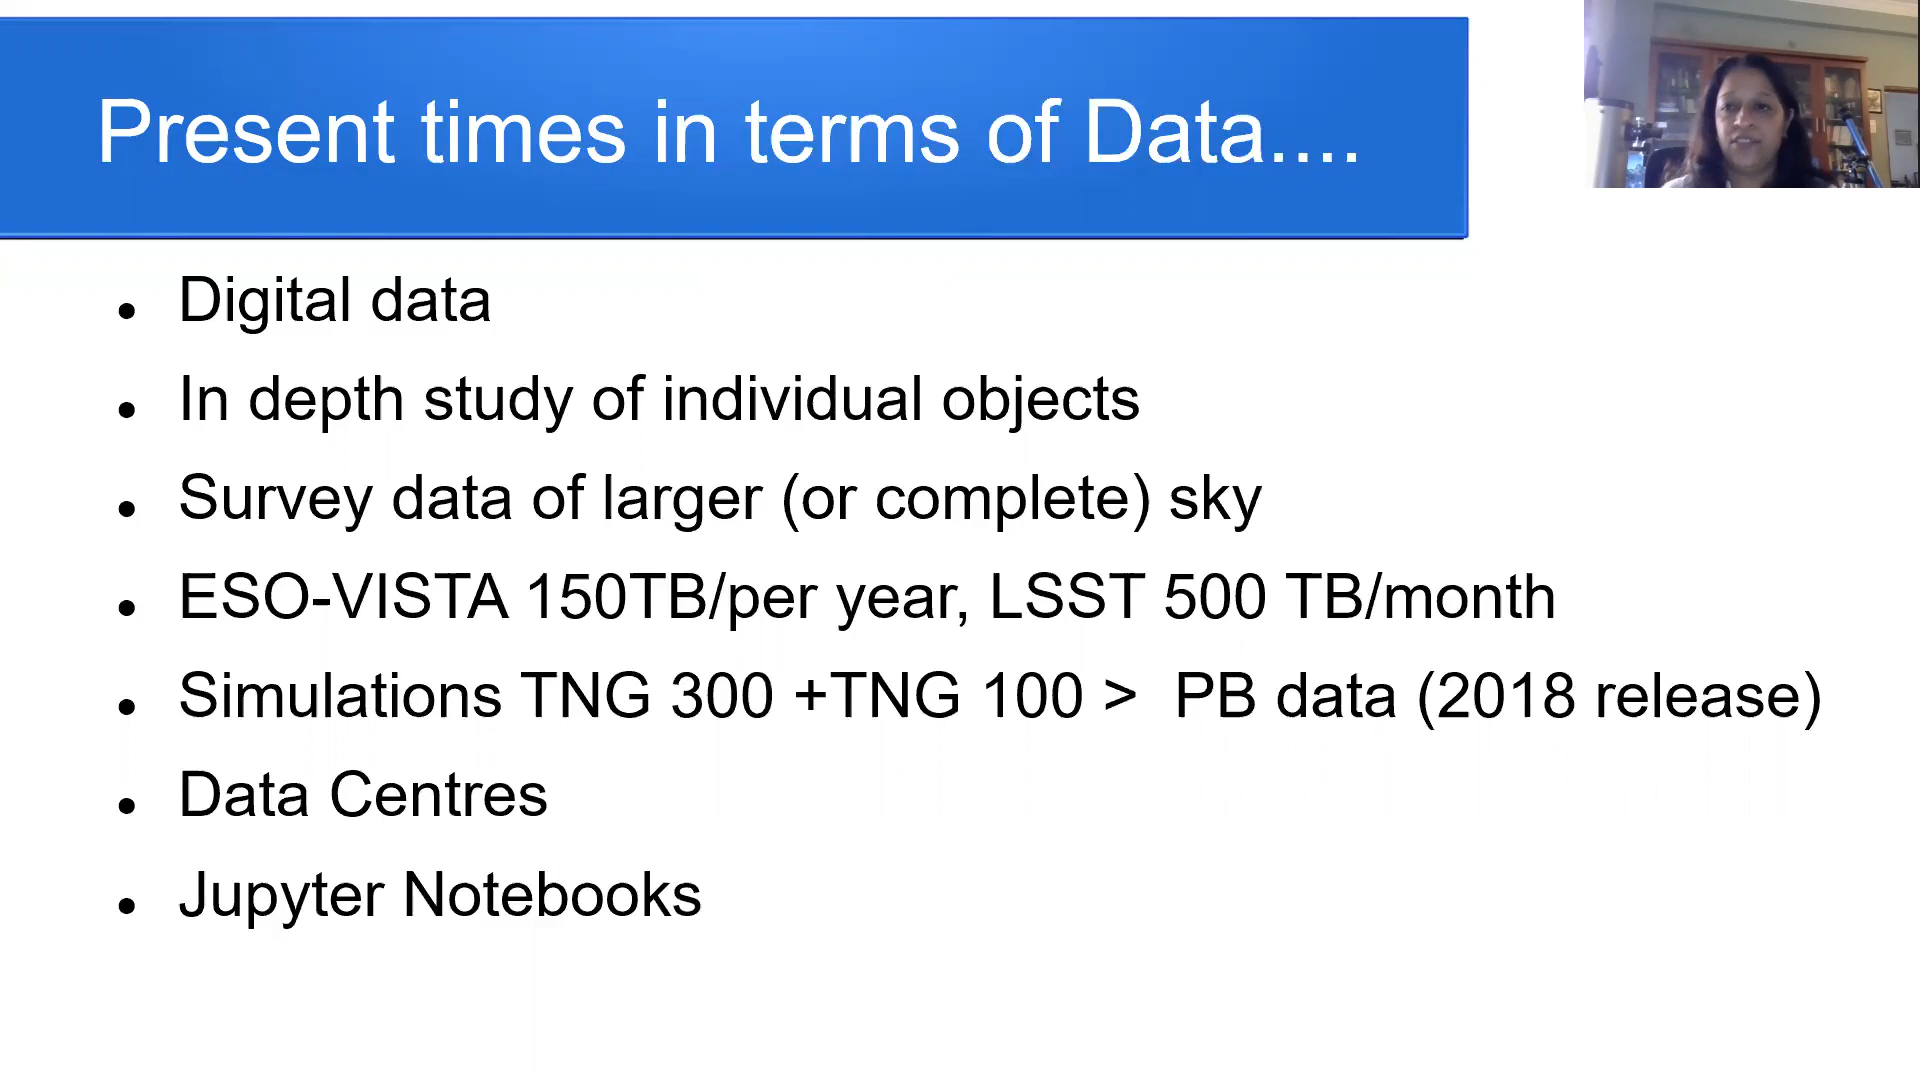 Present times in terms of Data....
● Digital data
● In depth study of individual objects
● Survey data of larger (or complete) sky
● ESO-VISTA 150TB/per year, LSST 500 TB/month
● Simulations TNG 300 +TNG 100 > PB data (2018 release)
● Data Centres
● Jupyter Notebooks